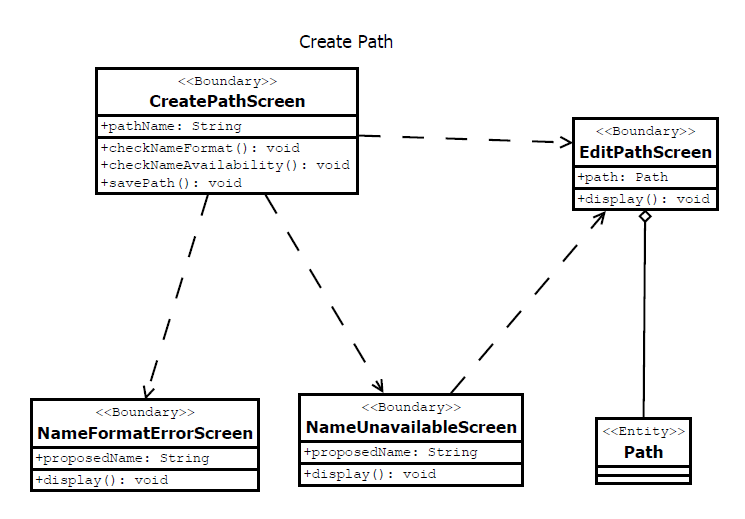 Create Path
<<Boundary>>
CreatePathScreen
+pathName: String
+checkNameFormat(): void
+checkNameAvailability(): void
+savePath(): void
<<Boundary>>
EditPathScreen
+path: Path
+display(): void
<<Boundary>>
NameFormatErrorScreen
+proposedName: String
+display(): void
<<Boundary>>
NameUnavailableScreen
+proposedName: String
+display(): void
<<Entity>>
Path